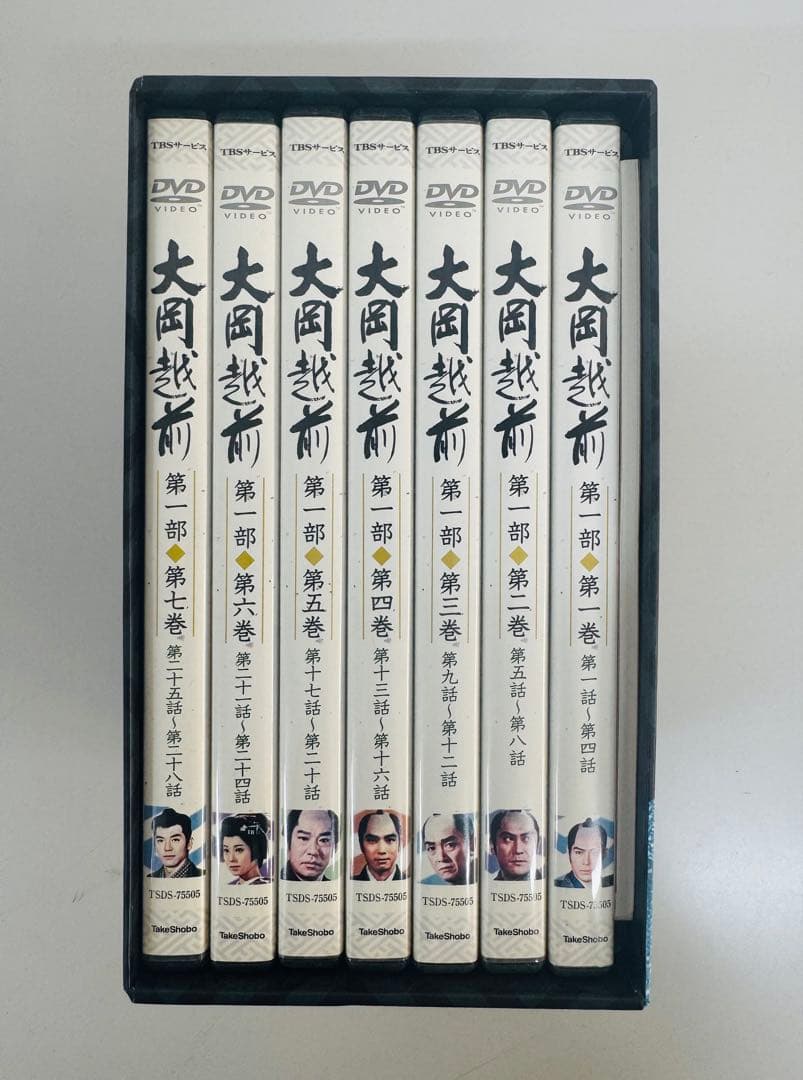 TBSサービス
DVD
VIDEO
大岡越前
第一部◆第七巻
第二十五話～第二十八話
TSDS-75505
TakeShobo
TBSサービス
DVD
VIDEO
大岡越前
第一部◆第六巻
第二十一話～第二十四話
TSDS-75505
TakeShobo
TBSサービス
DVD
VIDEO
大岡越前
第一部◆第五巻
第十七話～第二十話
TSDS-75505
TakeShobo
TBSサービス
DVD
VIDEO
大岡越前
第一部◆第四巻
第十三話～第十六話
TSDS-75505
TakeShobo
TBSサービス
DVD
VIDEO
大岡越前
第一部◆第三巻
第九話～第十二話
TSDS-75505
TakeShobo
TBSサービス
DVD
VIDEO
大岡越前
第一部◆第二巻
第五話～第八話
TSDS-75505
TakeShobo
TBSサービス
DVD
VIDEO
大岡越前
第一部◆第一巻
第一話～第四話
TSDS-75505
TakeShobo